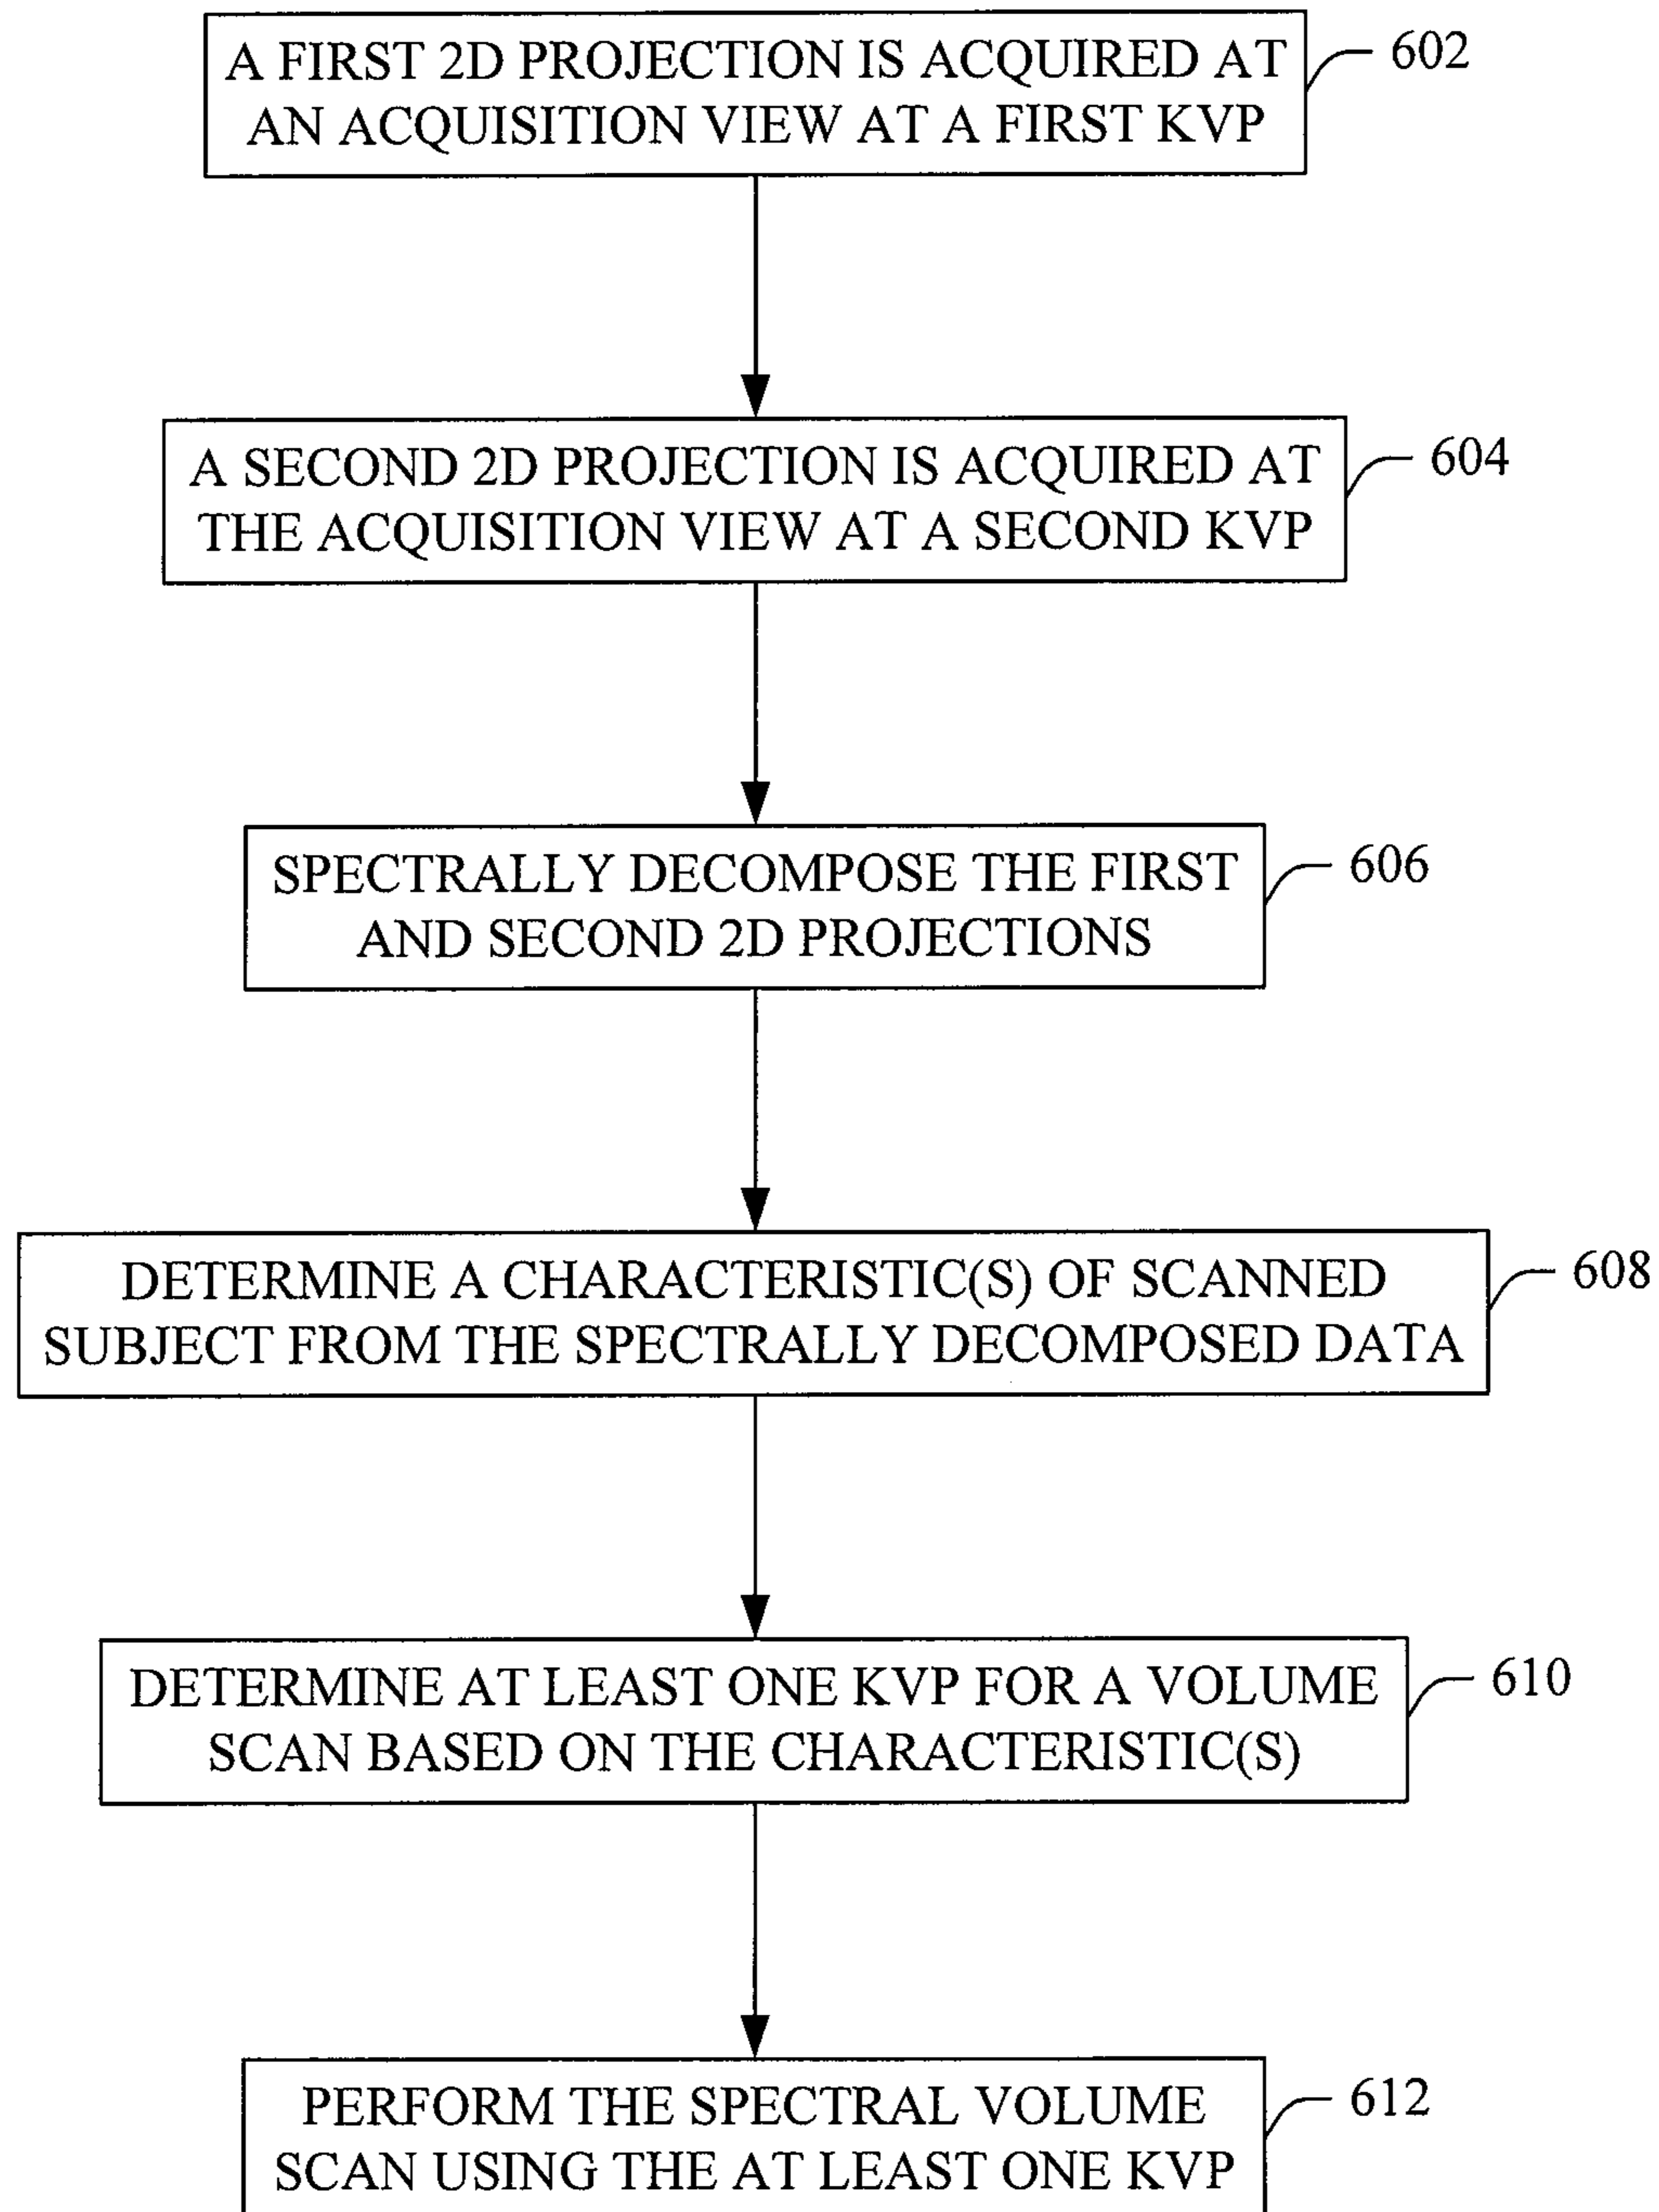 A FIRST 2D PROJECTION IS ACQUIRED AT
AN ACQUISITION VIEW AT A FIRST KVP
602
A SECOND 2D PROJECTION IS ACQUIRED AT
THE ACQUISITION VIEW AT A SECOND KVP
604
SPECTRALLY DECOMPOSE THE FIRST
AND SECOND 2D PROJECTIONS
606
DETERMINE A CHARACTERISTIC(S) OF SCANNED
SUBJECT FROM THE SPECTRALLY DECOMPOSED DATA
608
DETERMINE AT LEAST ONE KVP FOR A VOLUME
SCAN BASED ON THE CHARACTERISTIC(S)
610
PERFORM THE SPECTRAL VOLUME
SCAN USING THE AT LEAST ONE KVP
612